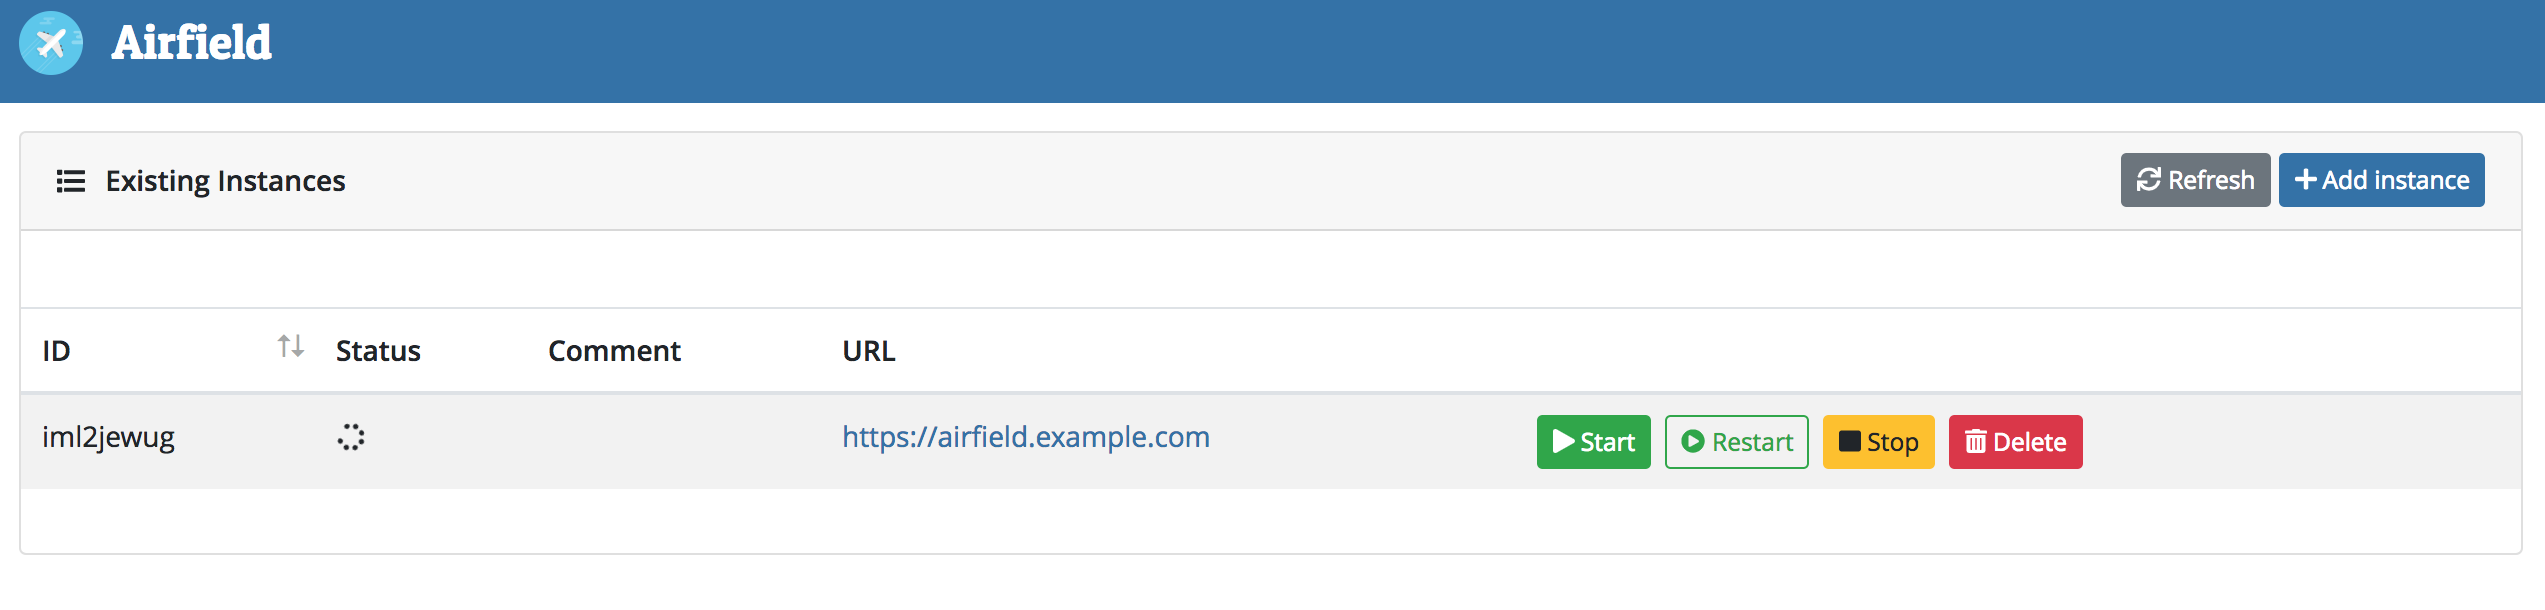 Airfield
Existing Instances Refresh Add instance
ID Status Comment URL
iml2jewug https://airfield.example.com Start Restart Stop Delete